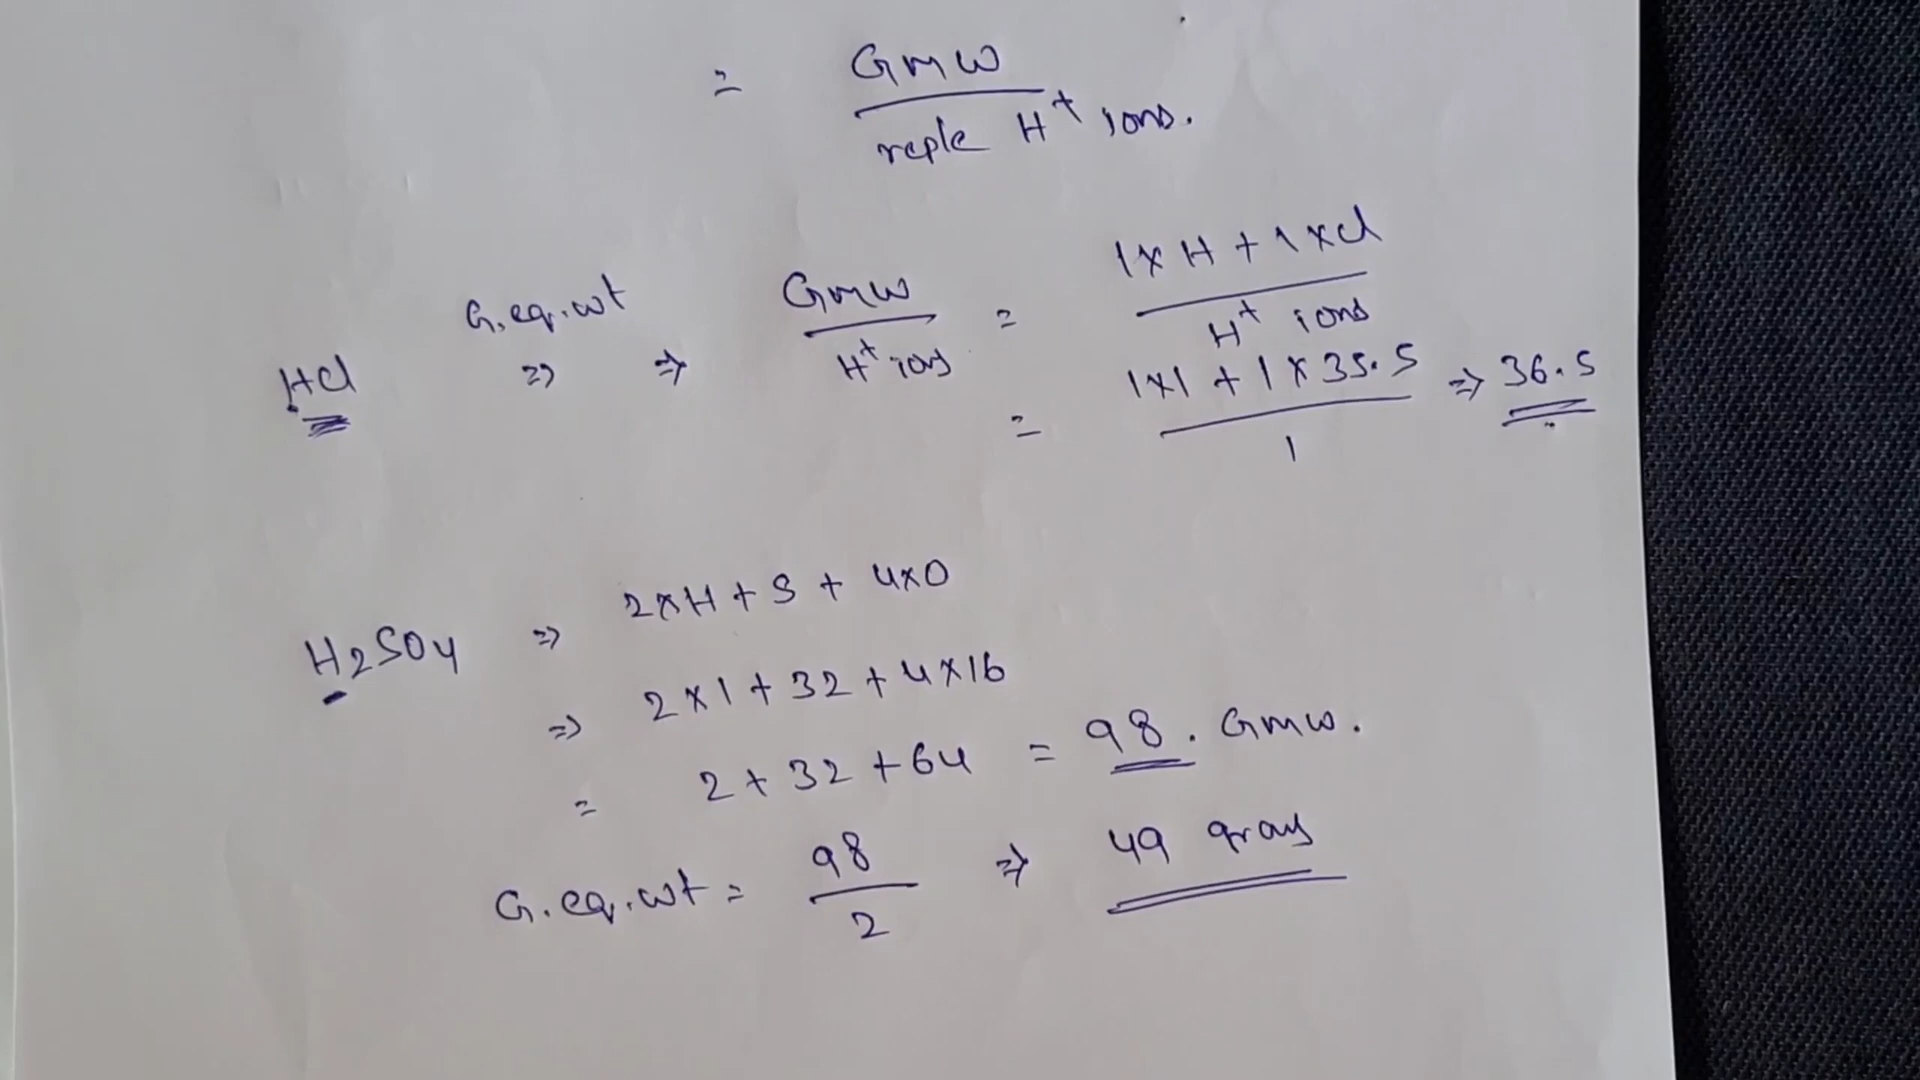 = GMW
reple H⁺ ions.
HCl G.eq.wt ⇒ ⇒ GMW / H⁺ ions = 1×H + 1×Cl / H⁺ ions
= 1×1 + 1×35.5 / 1 ⇒ 36.5
H2SO4 ⇒ 2×H + S + 4×O
⇒ 2×1 + 32 + 4×16
= 2 + 32 + 64 = 98. Gmw.
G.eq.wt = 98 / 2 ⇒ 49 grams